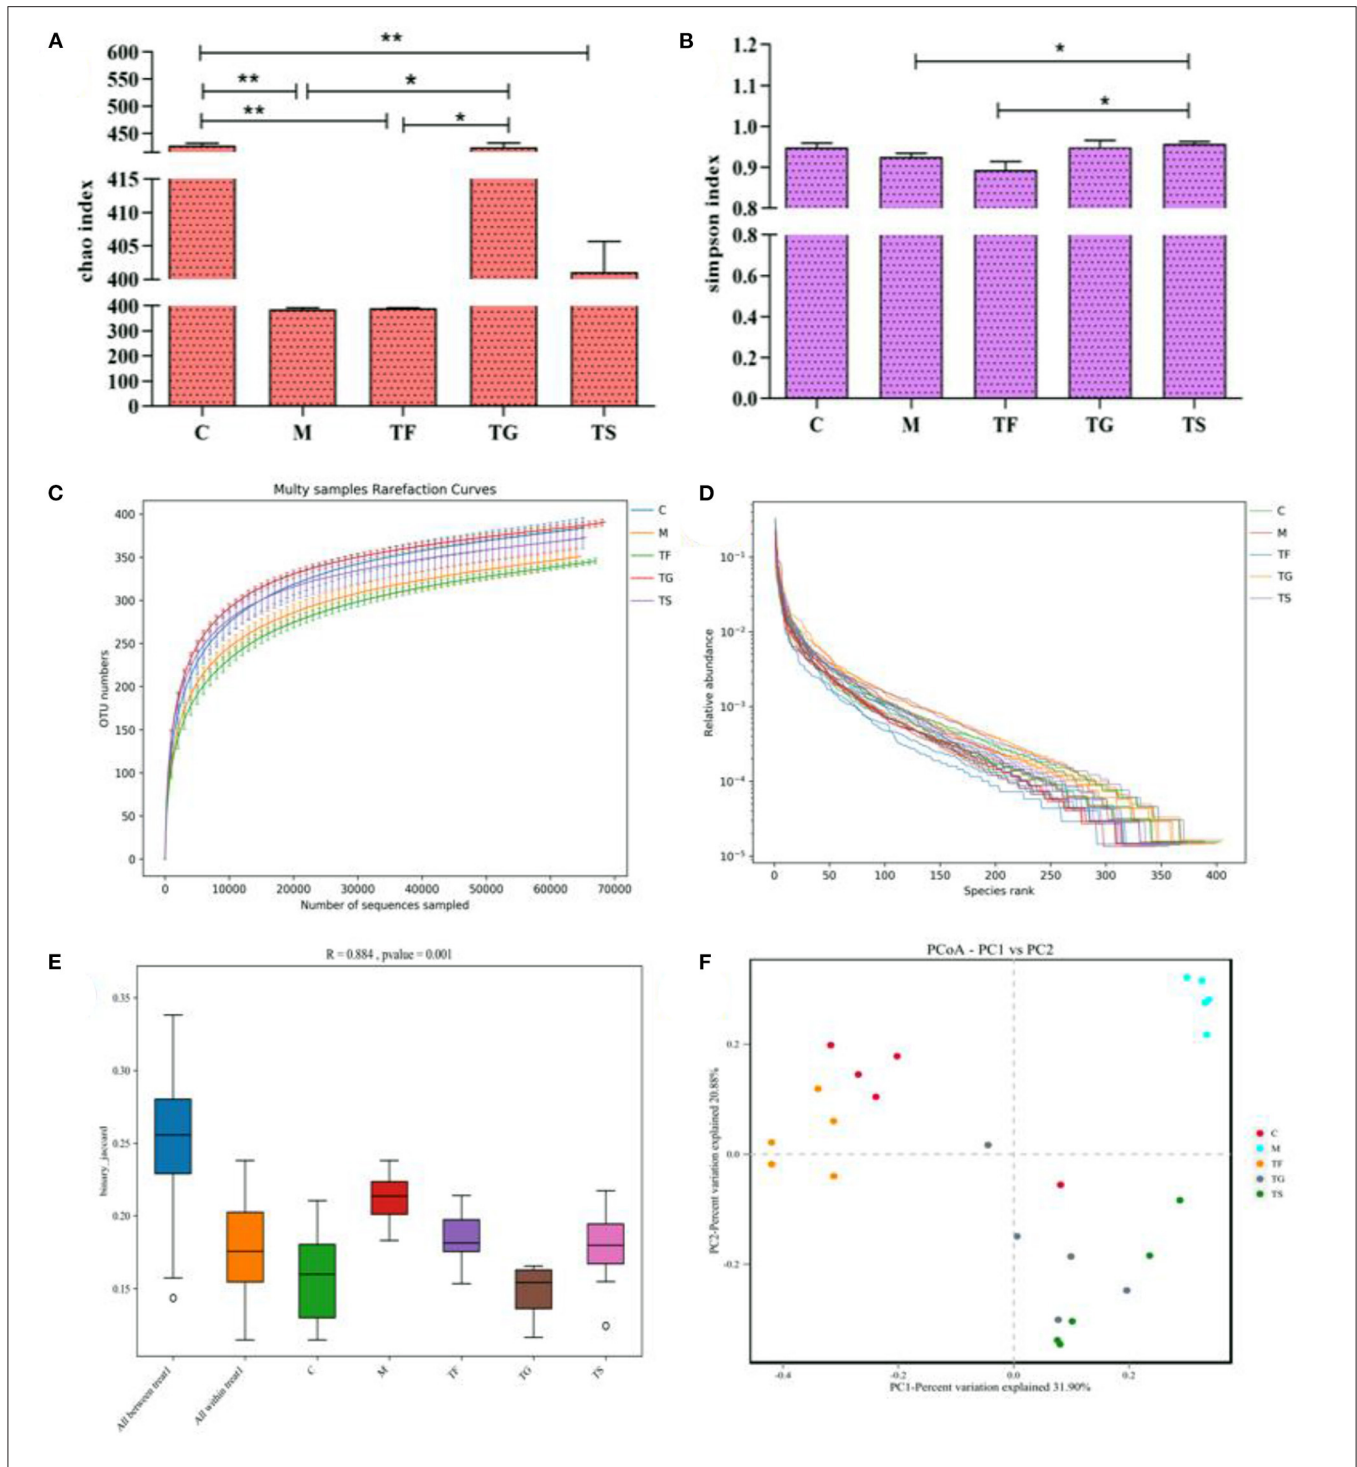 A
600
550
500
450
415
410
405
400
400
300
200
100
0
chao index
**
**
*
**
*
C M TF TG TS
B
1.2
1.1
1.0
0.9
0.8
0.8
0.6
0.4
0.2
0.0
simpson index
*
*
C M TF TG TS
C
Multy samples Rarefaction Curves
400
350
300
250
200
150
100
50
0
OTU numbers
0 10000 20000 30000 40000 50000 60000 70000
Number of sequences sampled
C
M
TF
TG
TS
D
10⁻¹
10⁻²
10⁻³
10⁻⁴
10⁻⁵
Relative abundance
0 50 100 150 200 250 300 350 400
Species rank
C
M
TF
TG
TS
E
R = 0.884 , pvalue = 0.001
0.35
0.30
0.25
0.20
0.15
binary_jaccard
All between treat1
All within treat1
C
M
TF
TG
TS
F
PCoA - PC1 vs PC2
0.2
0.0
-0.2
PC2-Percent variation explained 20.88%
-0.4 -0.2 0.0 0.2
PC1-Percent variation explained 31.90%
C
M
TF
TG
TS